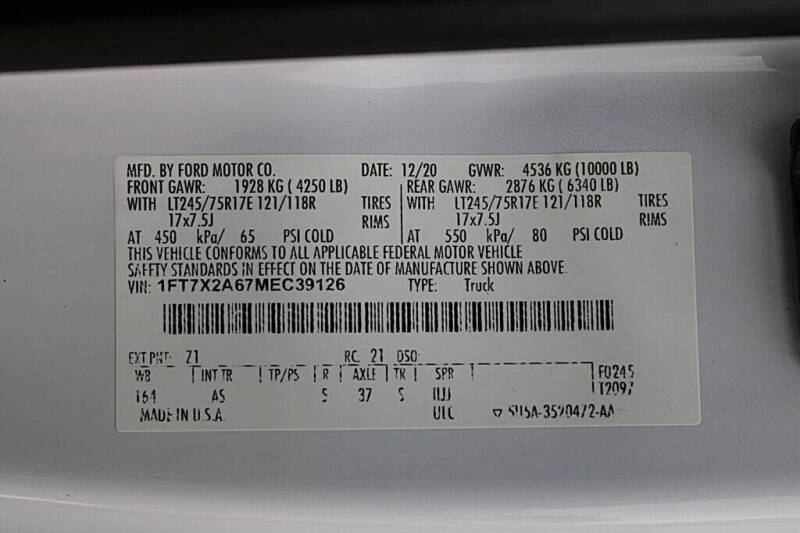 MFD. BY FORD MOTOR CO. DATE: 12/20 GVWR: 4536 KG (10000 LB)
FRONT GAWR: 1928 KG ( 4250 LB) REAR GAWR: 2876 KG ( 6340 LB)
WITH LT245/75R17E 121/118R TIRES WITH LT245/75R17E 121/118R TIRES
17x7.5J RIMS 17x7.5J RIMS
AT 450 kPa/ 65 PSI COLD AT 550 kPa/ 80 PSI COLD
THIS VEHICLE CONFORMS TO ALL APPLICABLE FEDERAL MOTOR VEHICLE
SAFETY STANDARDS IN EFFECT ON THE DATE OF MANUFACTURE SHOWN ABOVE.
VIN: 1FT7X2A67MEC39126 TYPE: Truck
EXT PNT: Z1 RC: 21 DSO:
WB INT TR TP/PS R AXLE TR SPR F0245
164 AS 5 37 S T2097
MADE IN U.S.A.